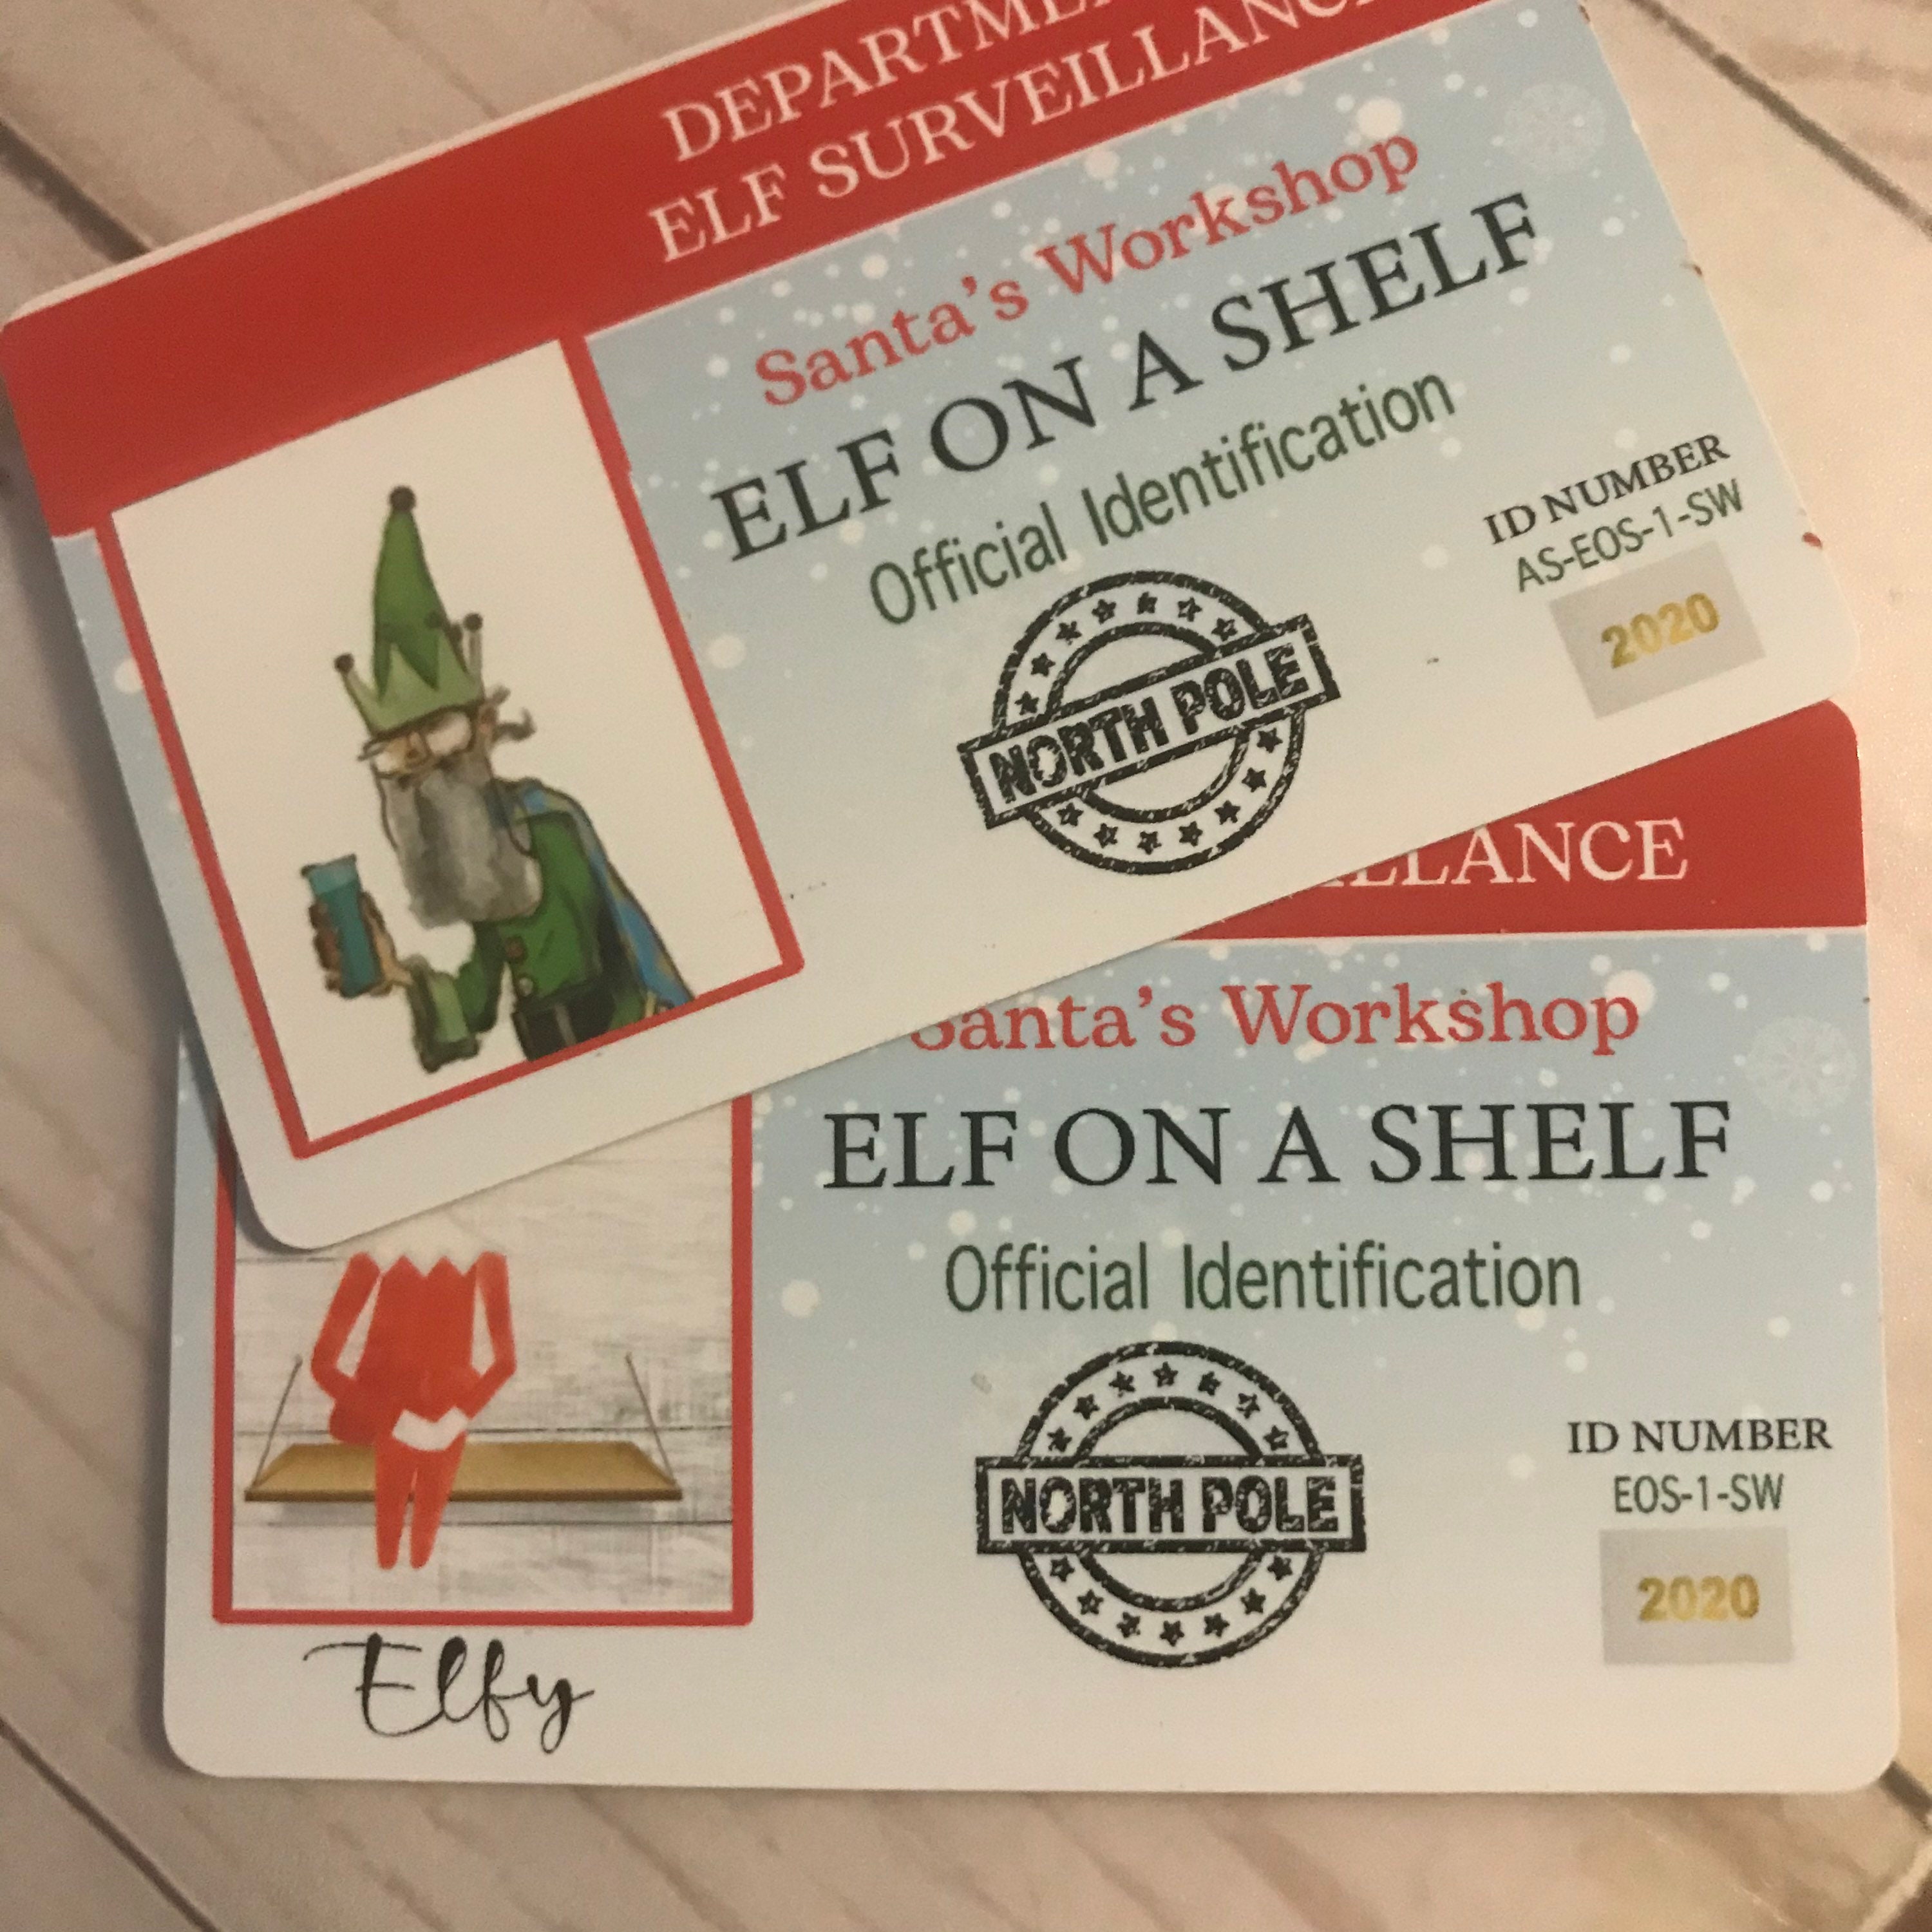 DEPARTME
ELF SURVEILLANC
Santa's Workshop
ELF ON A SHELF
Official Identification
ID NUMBER
AS-EOS-1-SW
2020
NORTH POLE
LLANCE
Santa's Workshop
ELF ON A SHELF
Official Identification
ID NUMBER
EOS-1-SW
2020
NORTH POLE
Elfy